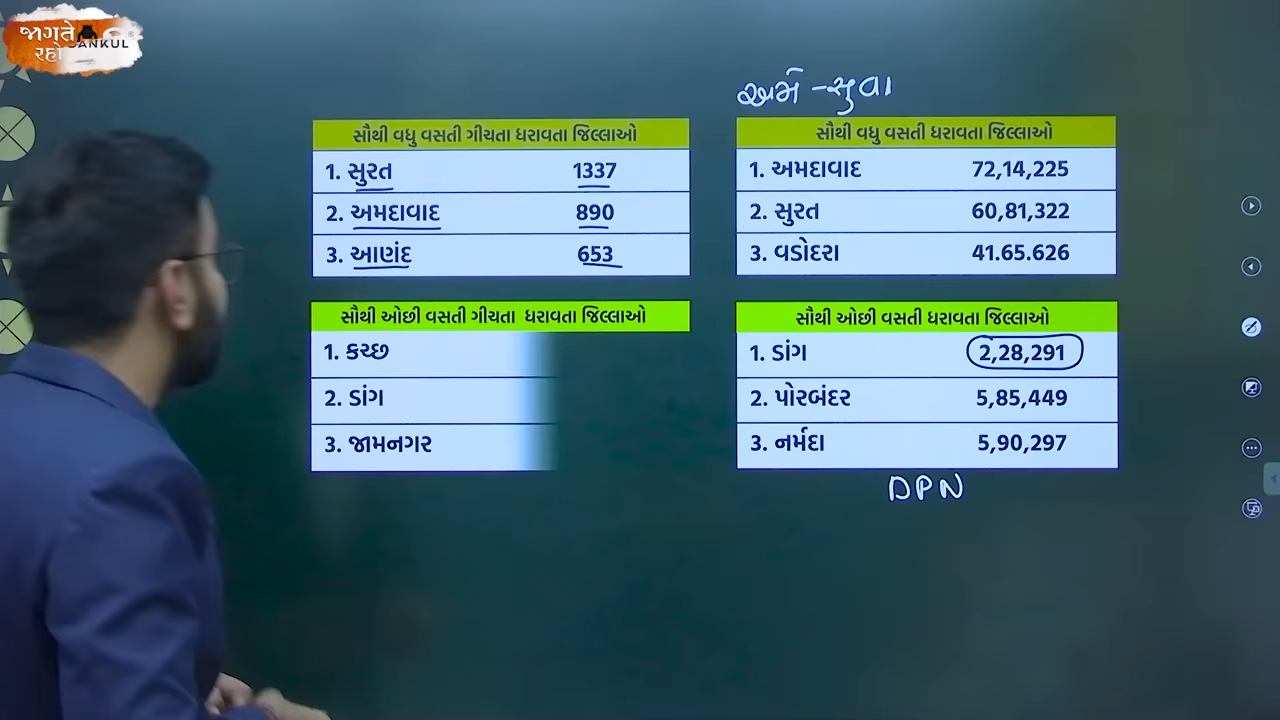 જાગતે
રહો
SANKUL
અમ - સુવા
સૌથી વધુ વસતી ગીચતા ધરાવતા જિલ્લાઓ
1. સુરત 1337
2. અમદાવાદ 890
3. આણંદ 653
સૌથી વધુ વસતી ધરાવતા જિલ્લાઓ
1. અમદાવાદ 72,14,225
2. સુરત 60,81,322
3. વડોદરા 41.65.626
સૌથી ઓછી વસતી ગીચતા ધરાવતા જિલ્લાઓ
1. કચ્છ
2. ડાંગ
3. જામનગર
સૌથી ઓછી વસતી ધરાવતા જિલ્લાઓ
1. ડાંગ 2,28,291
2. પોરબંદર 5,85,449
3. નર્મદા 5,90,297
DPN